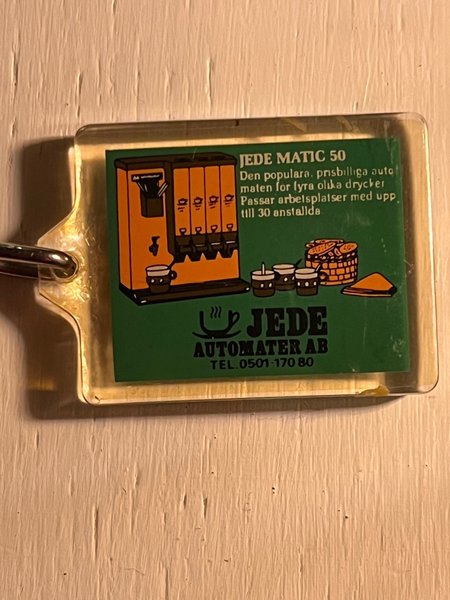 JEDE MATIC 50
Den populära, prisbilliga auto
maten för fyra olika drycker
Passar arbetsplatser med upp
till 30 anställda
JEDE
AUTOMATER AB
TEL. 0501-170 80